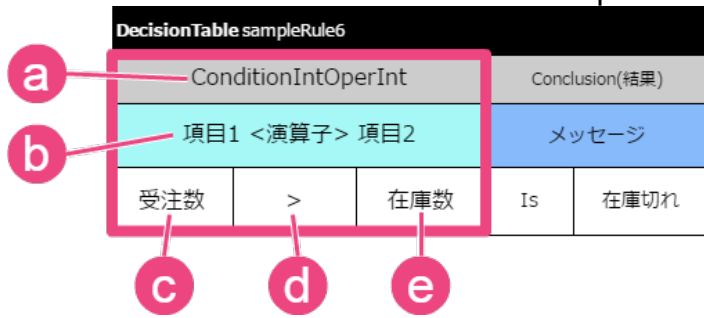 DecisionTable sampleRule6
a ConditionIntOperInt Conclusion(結果)
b 項目1 <演算子> 項目2 メッセージ
受注数 > 在庫数 Is 在庫切れ
c d e